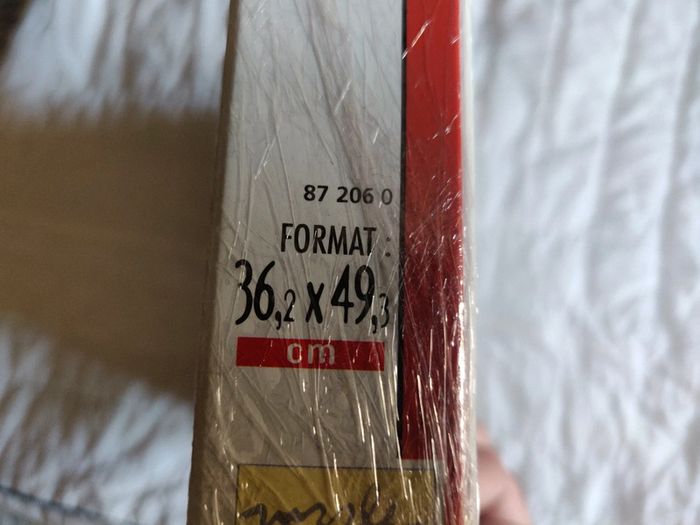 87 206 0
FORMAT :
36,2 x 49,3
cm